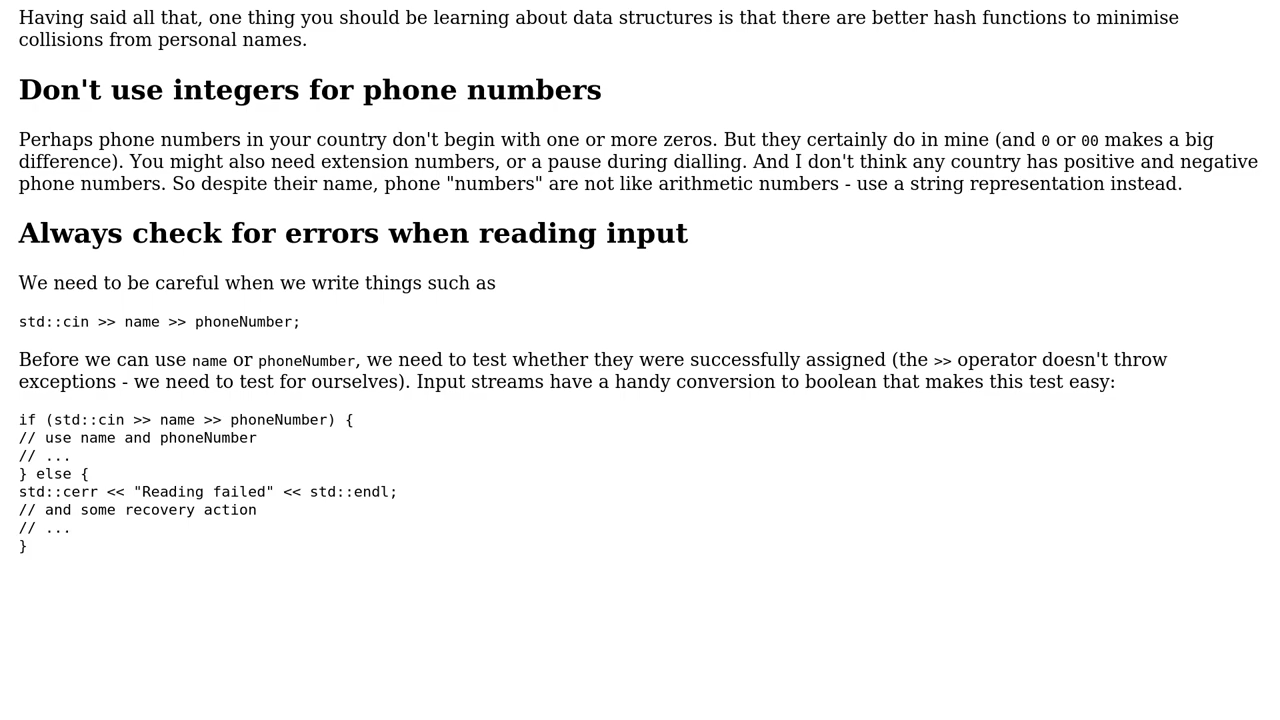 Having said all that, one thing you should be learning about data structures is that there are better hash functions to minimise
collisions from personal names.
Don't use integers for phone numbers
Perhaps phone numbers in your country don't begin with one or more zeros. But they certainly do in mine (and 0 or 00 makes a big
difference). You might also need extension numbers, or a pause during dialling. And I don't think any country has positive and negative
phone numbers. So despite their name, phone "numbers" are not like arithmetic numbers - use a string representation instead.
Always check for errors when reading input
We need to be careful when we write things such as
std::cin >> name >> phoneNumber;
Before we can use name or phoneNumber, we need to test whether they were successfully assigned (the >> operator doesn't throw
exceptions - we need to test for ourselves). Input streams have a handy conversion to boolean that makes this test easy:
if (std::cin >> name >> phoneNumber) {
// use name and phoneNumber
// ...
} else {
std::cerr << "Reading failed" << std::endl;
// and some recovery action
// ...
}